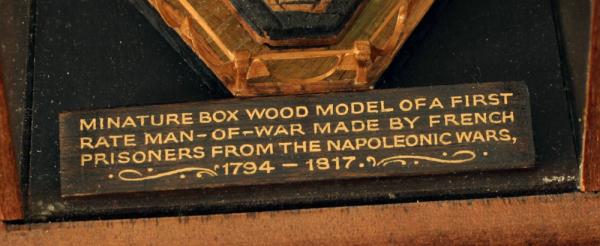 MINATURE BOX WOOD MODEL OF A FIRST
RATE MAN-OF-WAR MADE BY FRENCH
PRISONERS FROM THE NAPOLEONIC WARS,
1794 - 1817.